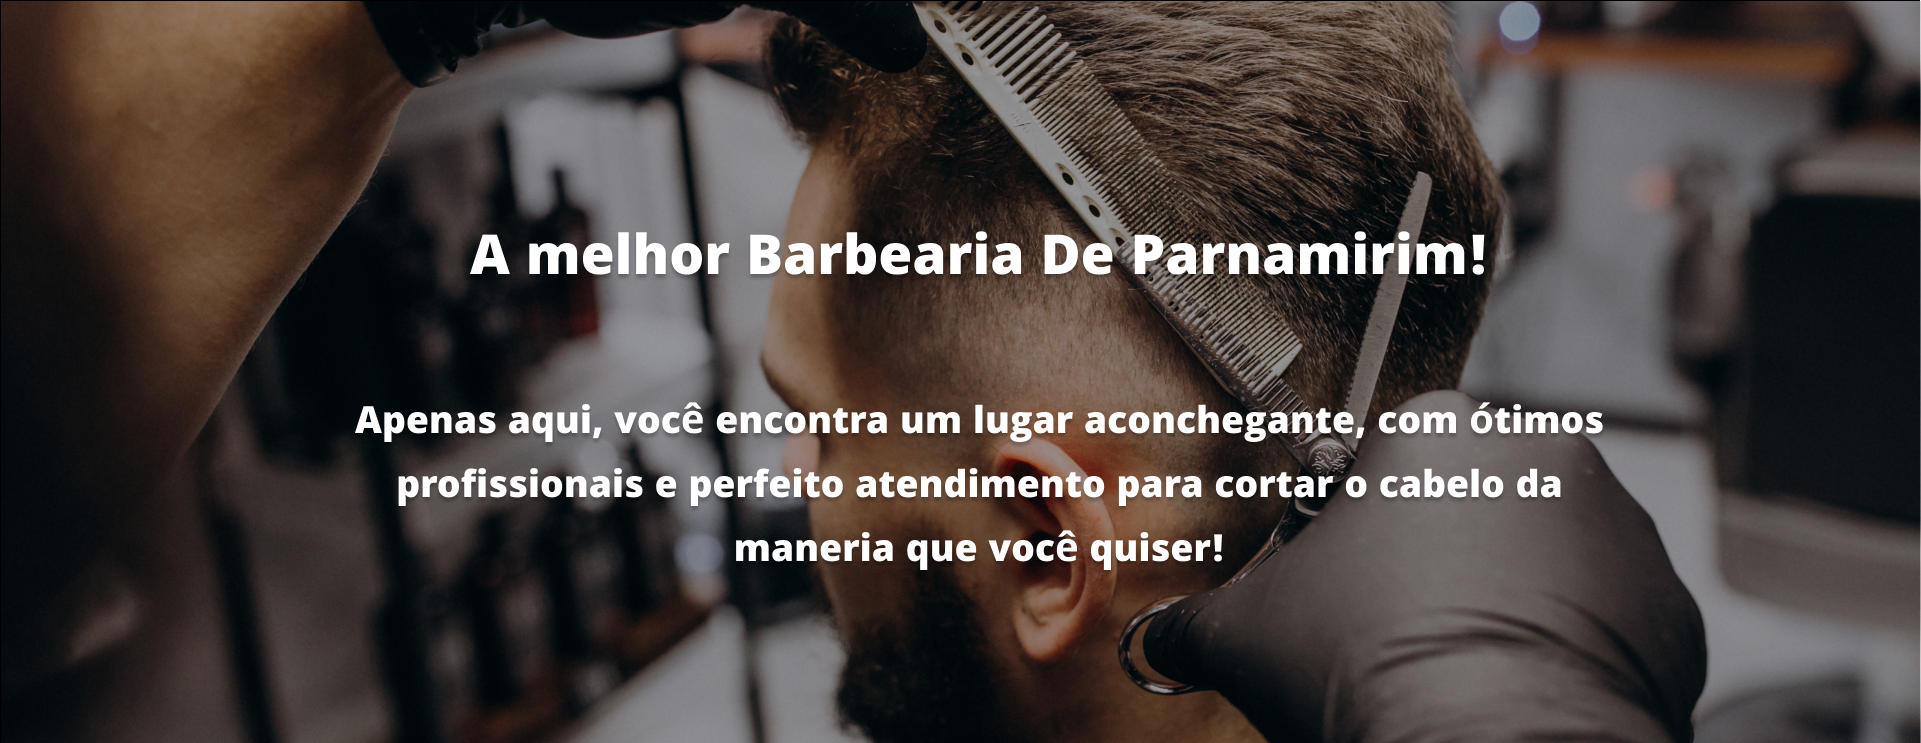 A melhor Barbearia De Parnamirim!
Apenas aqui, você encontra um lugar aconchegante, com ótimos
profissionais e perfeito atendimento para cortar o cabelo da
maneria que você quiser!